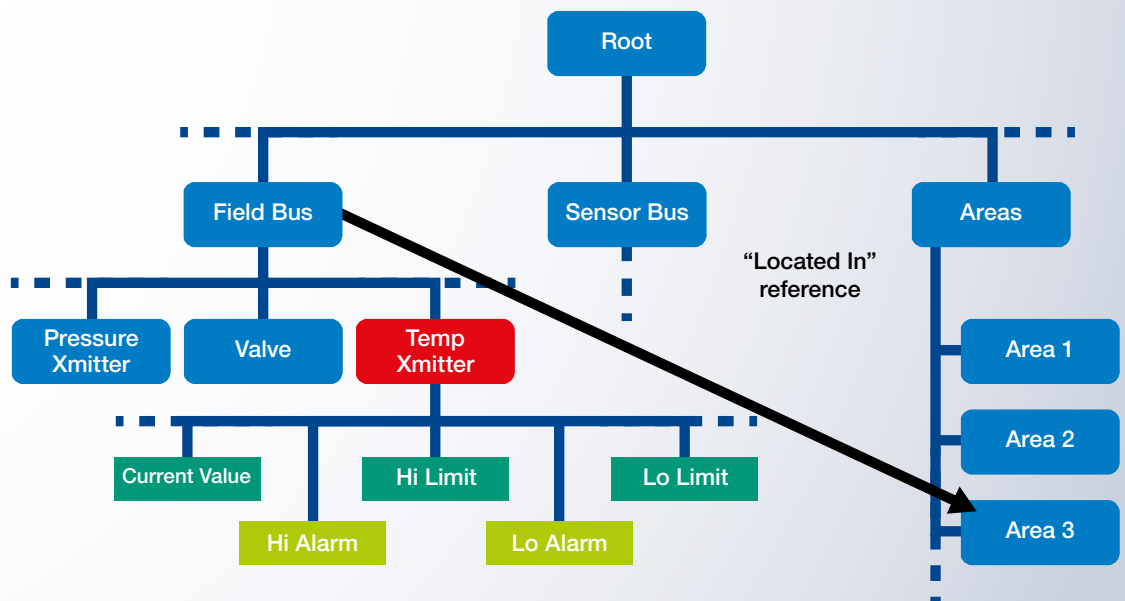 Root
Field Bus
Sensor Bus
Areas
“Located In”
reference
Pressure
Xmitter
Valve
Temp
Xmitter
Area 1
Area 2
Current Value
Hi Limit
Lo Limit
Hi Alarm
Lo Alarm
Area 3